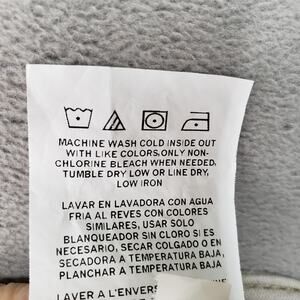 MACHINE WASH COLD INSIDE OUT
WITH LIKE COLORS, ONLY NON-
CHLORINE BLEACH WHEN NEEDED,
TUMBLE DRY LOW OR LINE DRY,
LOW IRON
LAVAR EN LAVADORA CON AGUA
FRIA AL REVES CON COLORES
SIMILARES, USAR SOLO
BLANQUEADOR SIN CLORO SI ES
NECESARIO, SECAR COLGADO O EN
SECADORA A TEMPERATURA BAJA,
PLANCHAR A TEMPERATURA BAJA,
LAVER A L'ENVERS